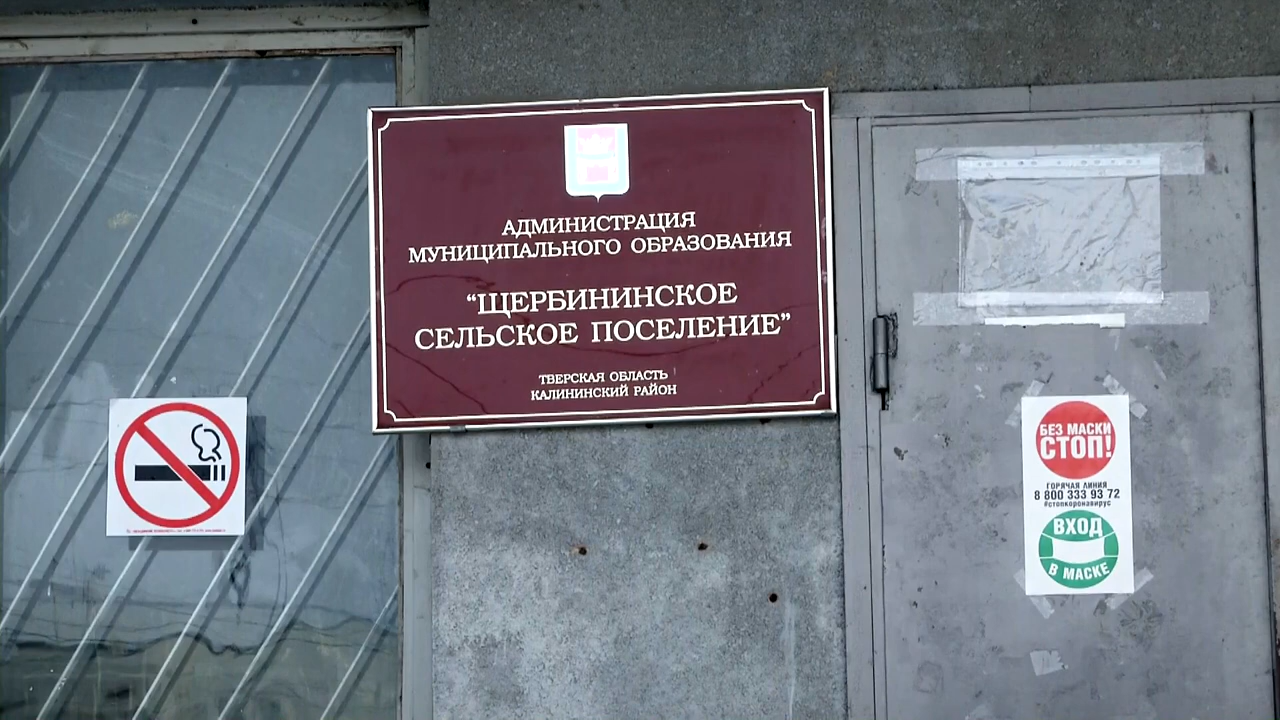 АДМИНИСТРАЦИЯ
МУНИЦИПАЛЬНОГО ОБРАЗОВАНИЯ
“ЩЕРБИНИНСКОЕ
СЕЛЬСКОЕ ПОСЕЛЕНИЕ”
ТВЕРСКАЯ ОБЛАСТЬ
КАЛИНИНСКИЙ РАЙОН
БЕЗ МАСКИ
СТОП!
ГОРЯЧАЯ ЛИНИЯ
8 800 333 93 72
#стопкоронавирус
ВХОД
В МАСКЕ